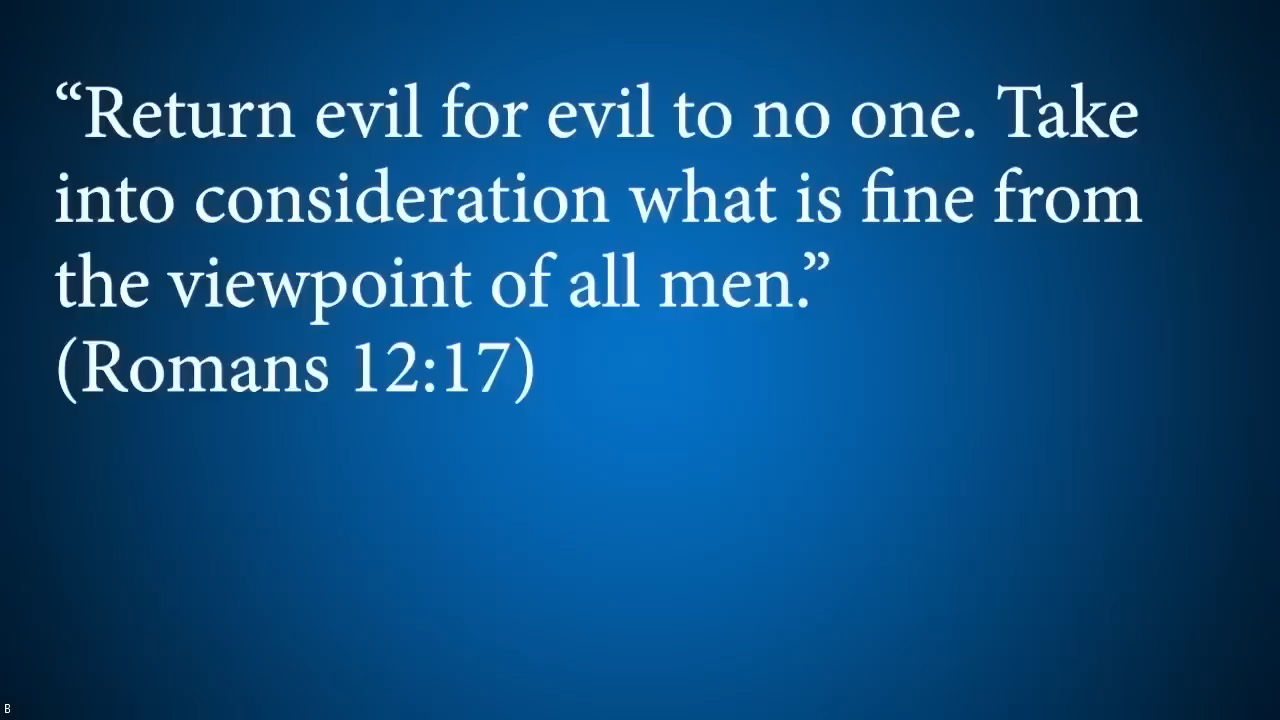 “Return evil for evil to no one. Take
into consideration what is fine from
the viewpoint of all men.”
(Romans 12:17)
B